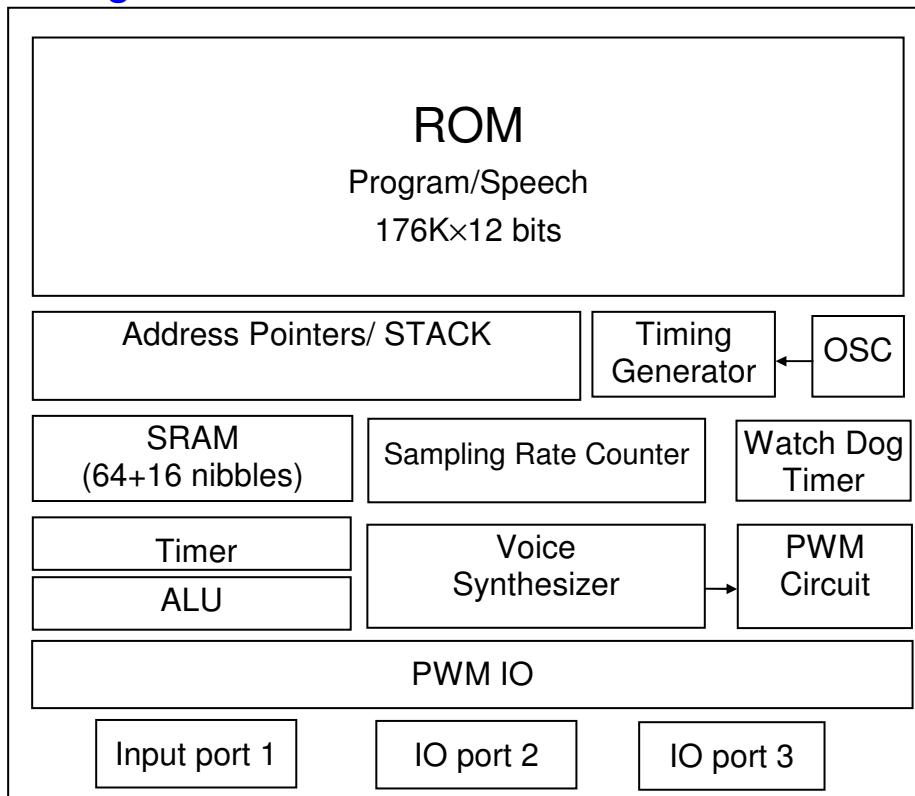 ROM
Program/Speech
176K×12 bits
Address Pointers/ STACK
Timing
Generator
OSC
SRAM
(64+16 nibbles)
Sampling Rate Counter
Watch Dog
Timer
Timer
ALU
Voice
Synthesizer
PWM
Circuit
PWM IO
Input port 1
IO port 2
IO port 3